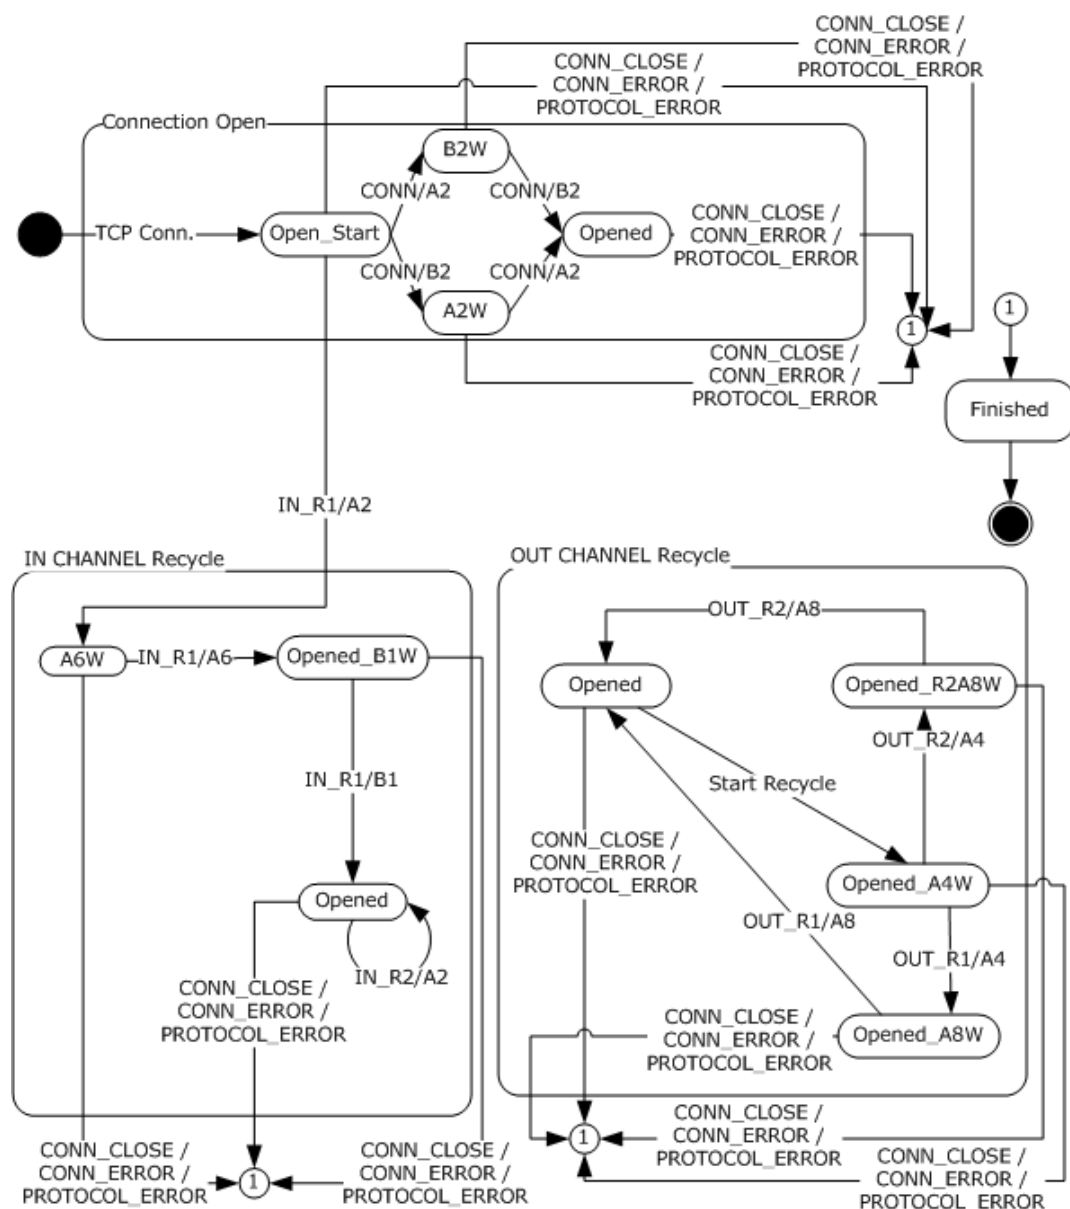 CONN_CLOSE /
CONN_ERROR /
PROTOCOL_ERROR
CONN_CLOSE /
CONN_ERROR /
PROTOCOL_ERROR
Connection Open
B2W
CONN/A2
CONN/B2
TCP Conn.
Open_Start
Opened
CONN_CLOSE /
CONN_ERROR /
PROTOCOL_ERROR
CONN/B2
CONN/A2
A2W
1
1
CONN_CLOSE /
CONN_ERROR /
PROTOCOL_ERROR
Finished
IN_R1/A2
IN CHANNEL Recycle
A6W
IN_R1/A6
Opened_B1W
IN_R1/B1
Opened
IN_R2/A2
CONN_CLOSE /
CONN_ERROR /
PROTOCOL_ERROR
CONN_CLOSE /
CONN_ERROR /
PROTOCOL_ERROR
1
CONN_CLOSE /
CONN_ERROR /
PROTOCOL_ERROR
OUT CHANNEL Recycle
OUT_R2/A8
Opened
Opened_R2A8W
OUT_R2/A4
Start Recycle
CONN_CLOSE /
CONN_ERROR /
PROTOCOL_ERROR
Opened_A4W
OUT_R1/A8
OUT_R1/A4
CONN_CLOSE /
CONN_ERROR /
PROTOCOL_ERROR
Opened_A8W
1
CONN_CLOSE /
CONN_ERROR /
PROTOCOL_ERROR
CONN_CLOSE /
CONN_ERROR /
PROTOCOL_ERROR